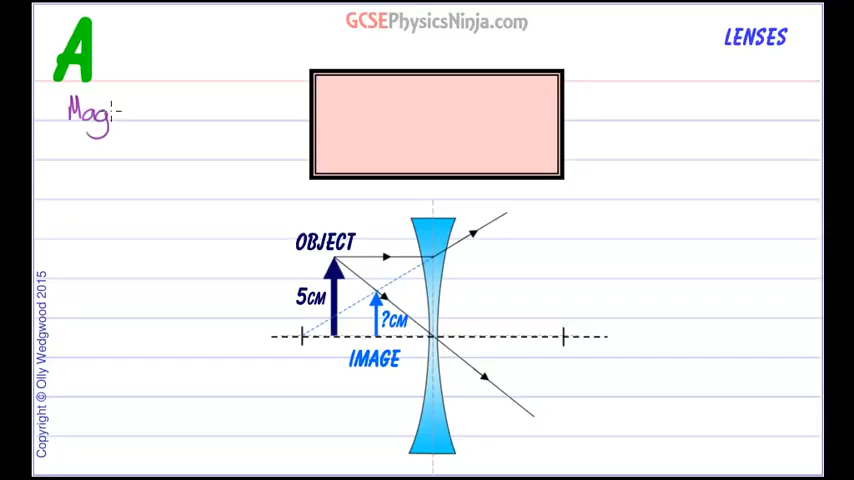 GCSEPhysicsNinja.com
LENSES
A
Mag
OBJECT
5CM
?CM
IMAGE
Copyright © Olly Wedgwood 2015